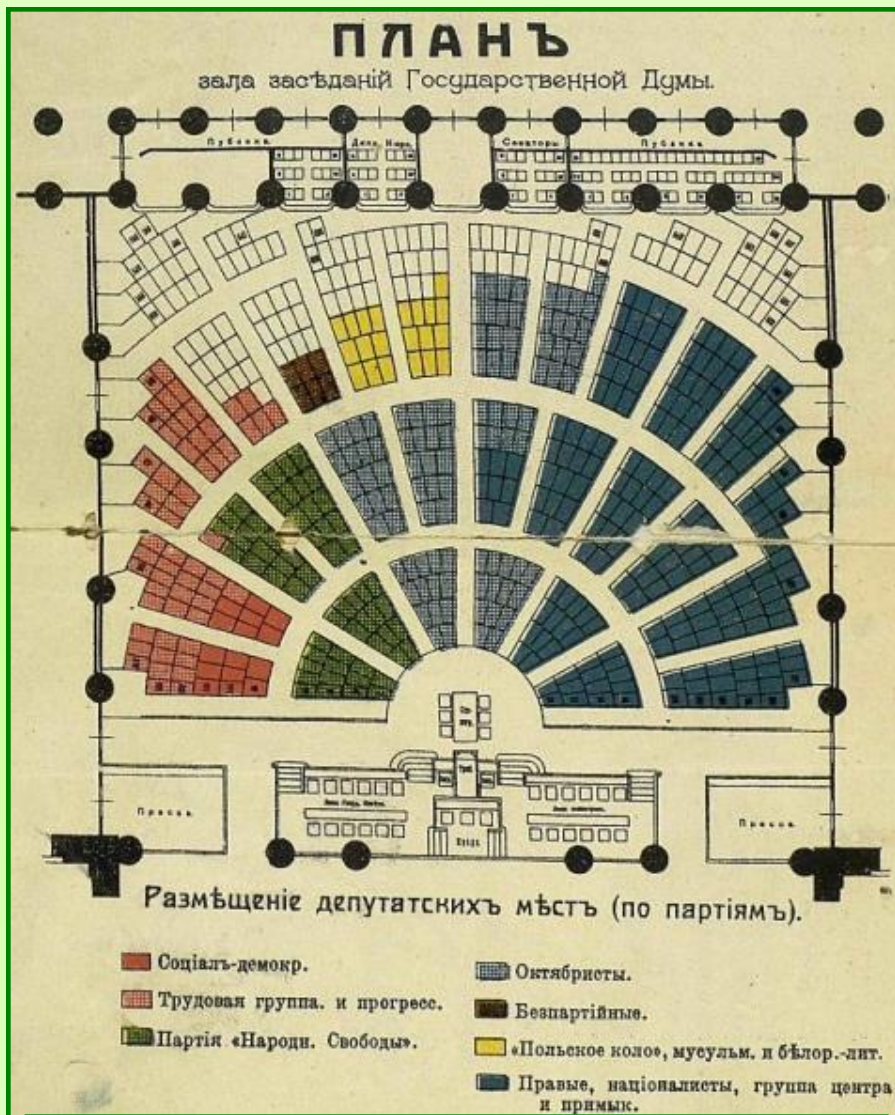 ПЛАНЪ
зала засѣданій Государственной Думы.
Публика.
Сенаторы
Публика.
Пресса.
Пресса.
Размѣщеніе депутатскихъ мѣстъ (по партіямъ).
Соціалъ-демокр.
Трудовая группа. и прогресс.
Партія «Народн. Свободы».
Октябристы.
Безпартійные.
«Польское коло», мусульм. и бѣлор.-лит.
Правые, націоналисты, группа центра
и примык.